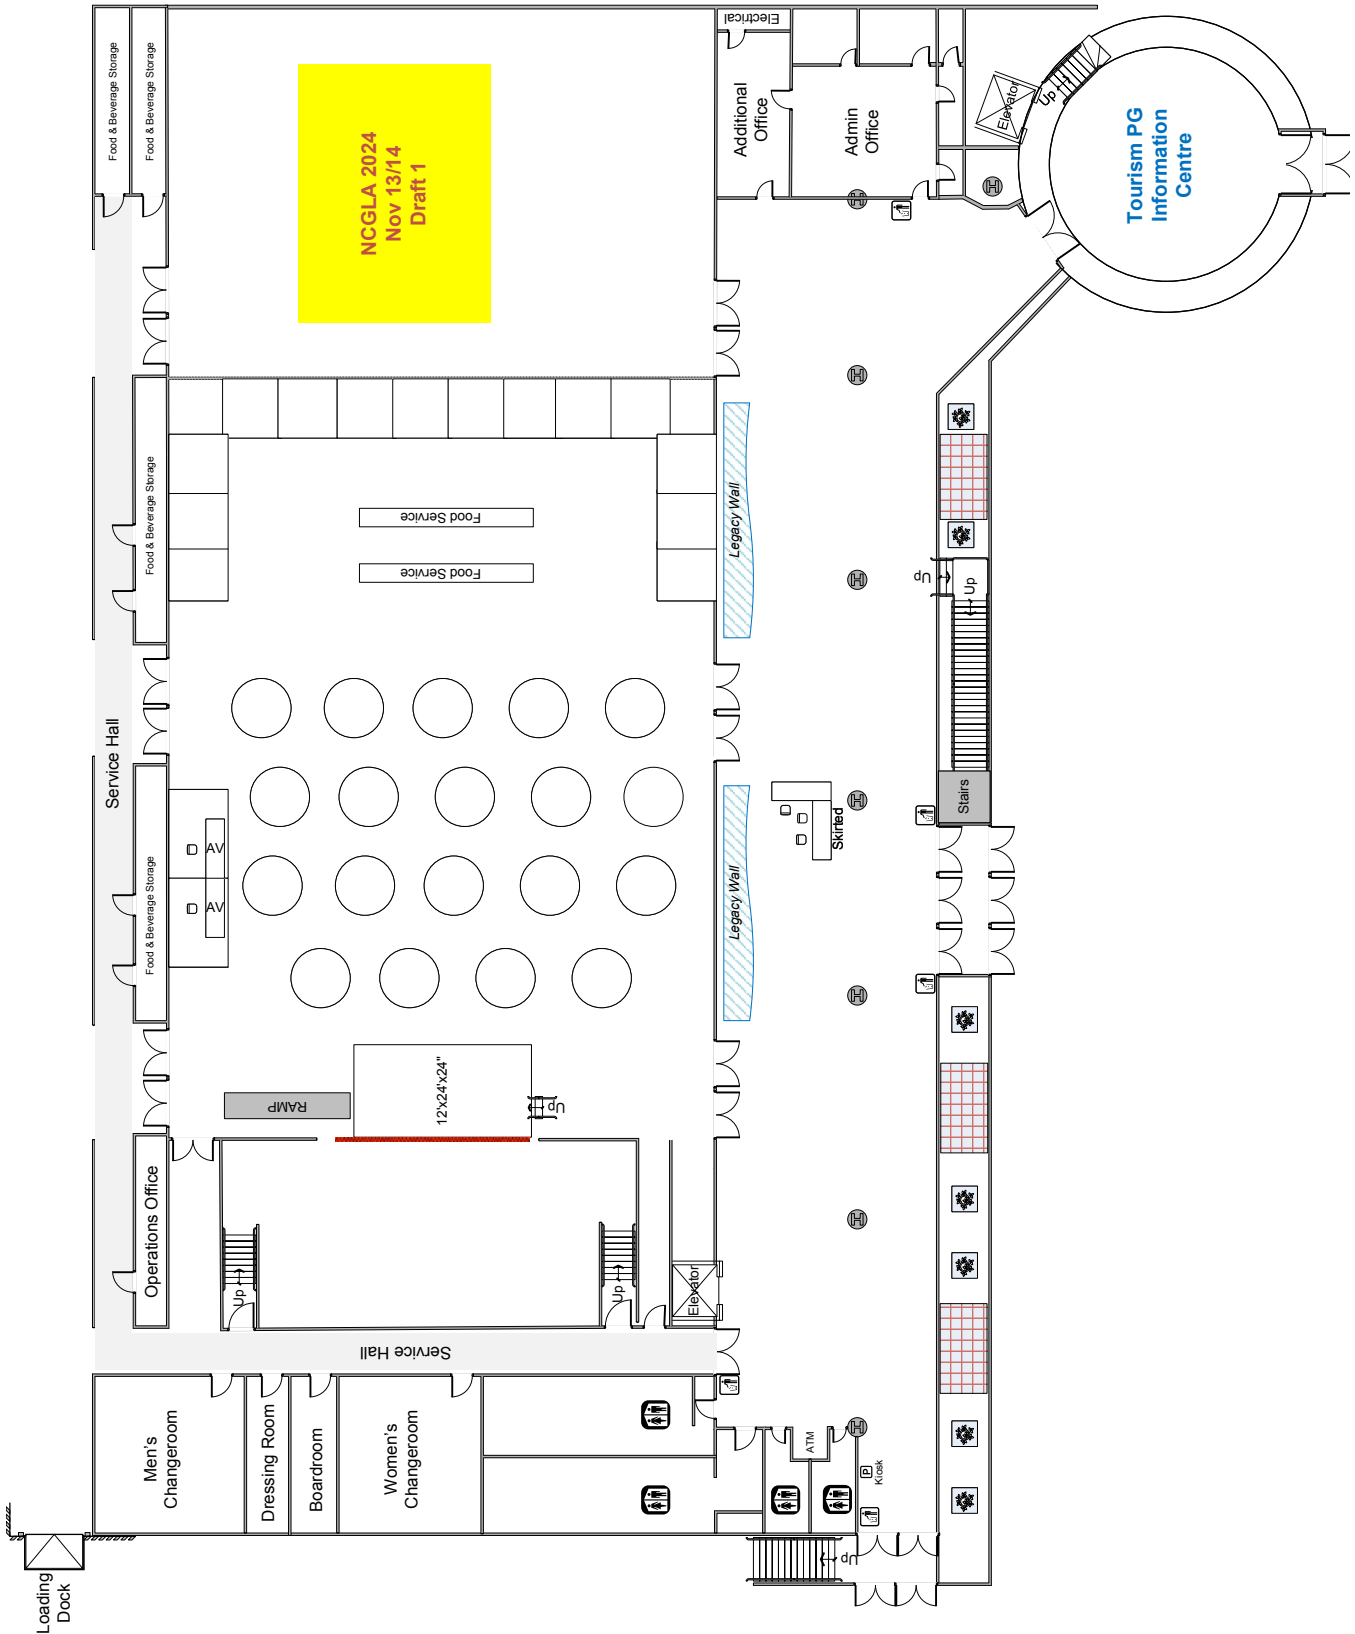 Food & Beverage Storage
Food & Beverage Storage
NCGLA 2024
Nov 13/14
Draft 1
Electrical
Additional
Office
Admin
Office
Elevator
Up
Tourism PG
Information
Centre
Food & Beverage Storage
Food Service
Food Service
Legacy Wall
Up
Up
Service Hall
Stairs
Skirted
Food & Beverage Storage
AV
AV
Legacy Wall
RAMP
12'x24'x24"
Up
Operations Office
Up
Up
Elevator
Service Hall
Men's
Changeroom
Dressing Room
Boardroom
Women's
Changeroom
ATM
P
Kiosk
Up
Loading
Dock